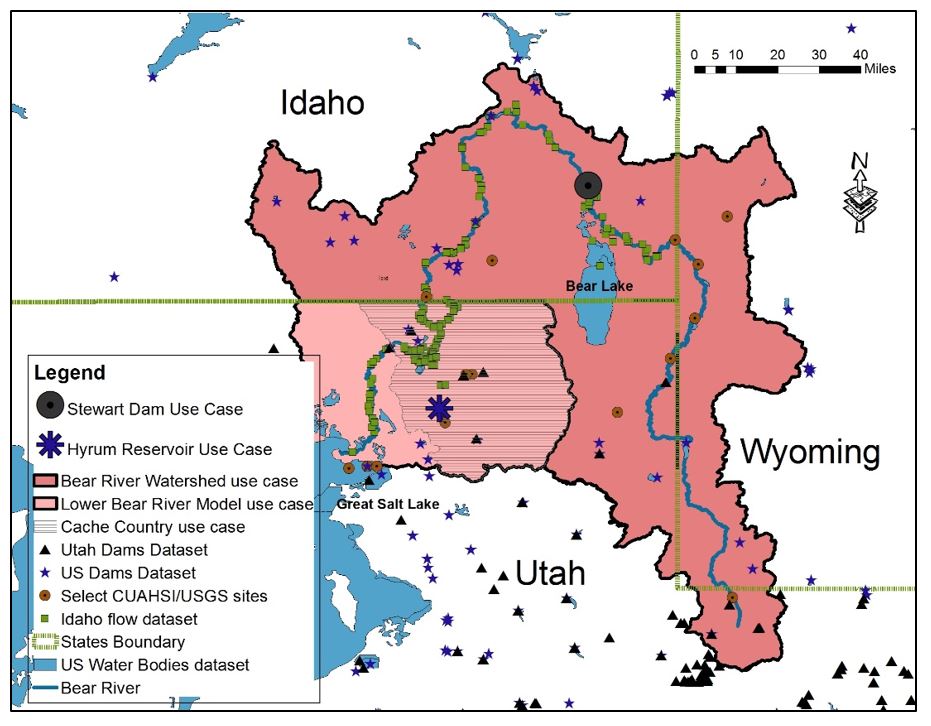 Idaho
0 5 10 20 30 40
Miles
N
Bear Lake
Wyoming
Great Salt Lake
Utah
Legend
Stewart Dam Use Case
Hyrum Reservoir Use Case
Bear River Watershed use case
Lower Bear River Model use case
Cache Country use case
Utah Dams Dataset
US Dams Dataset
Select CUAHSI/USGS sites
Idaho flow dataset
States Boundary
US Water Bodies dataset
Bear River